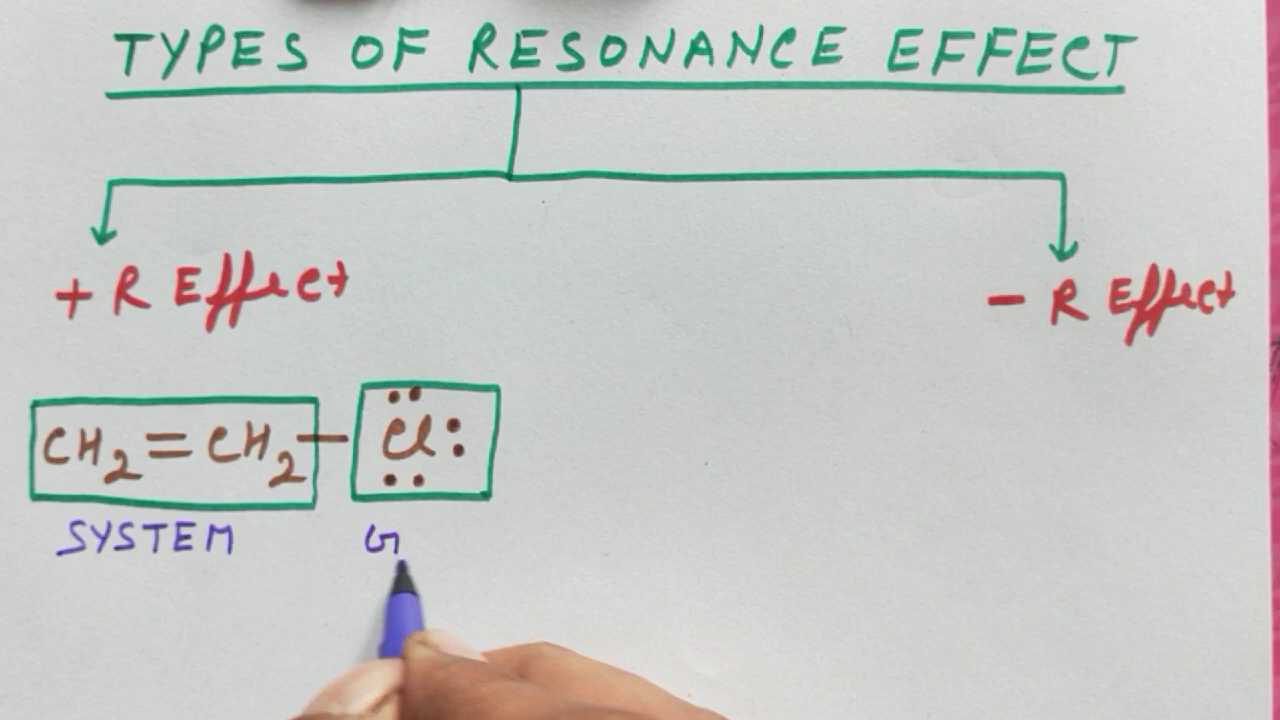 TYPES OF RESONANCE EFFECT
+ R Effect
- R Effect
CH₂=CH₂-Cl:
SYSTEM G